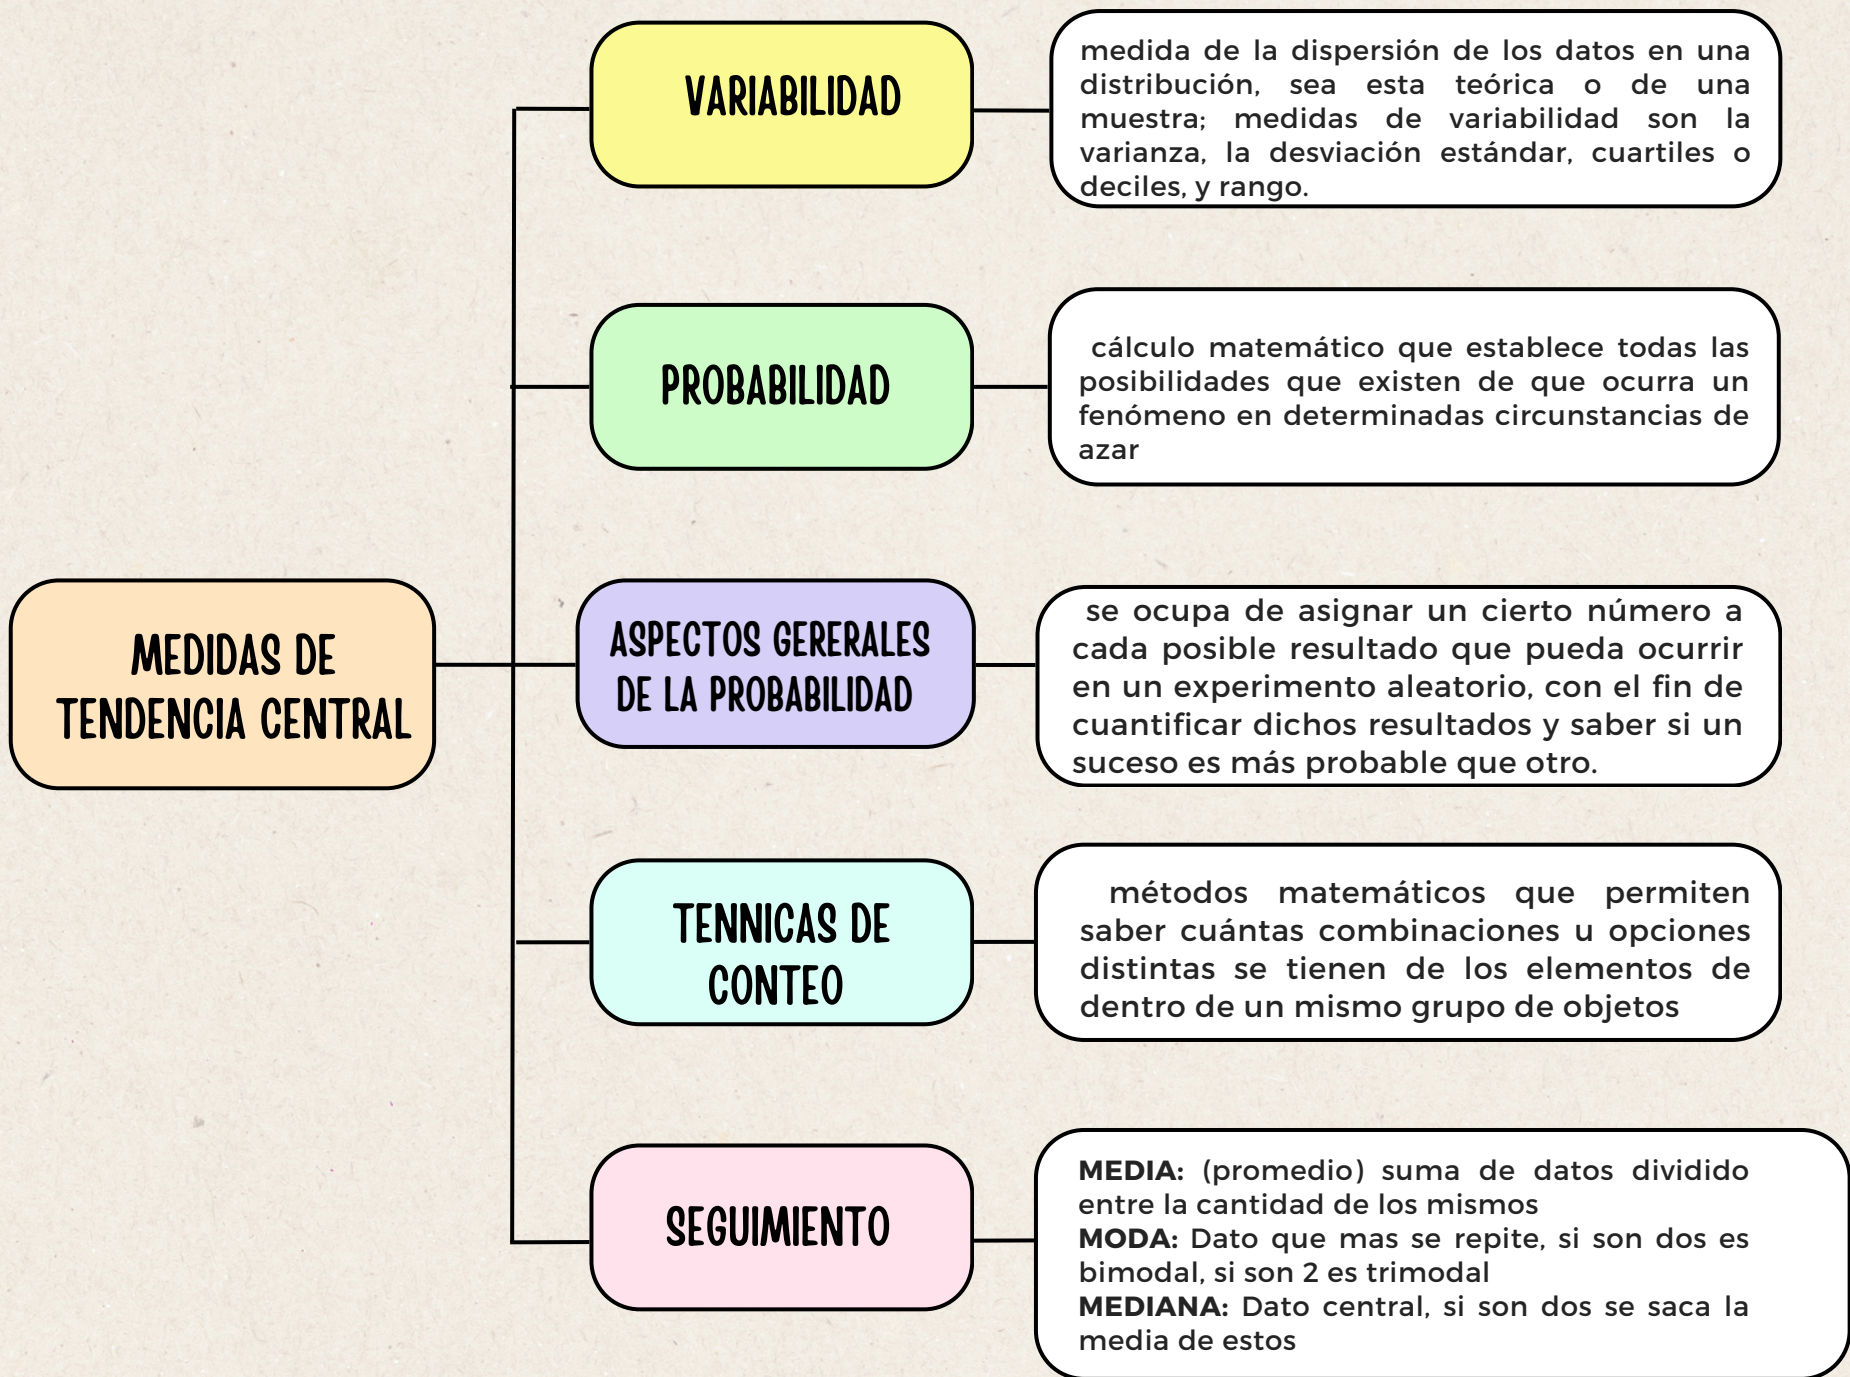 VARIABILIDAD
medida de la dispersión de los datos en una
distribución, sea esta teórica o de una
muestra; medidas de variabilidad son la
varianza, la desviación estándar, cuartiles o
deciles, y rango.
PROBABILIDAD
cálculo matemático que establece todas las
posibilidades que existen de que ocurra un
fenómeno en determinadas circunstancias de
azar
MEDIDAS DE
TENDENCIA CENTRAL
ASPECTOS GERERALES
DE LA PROBABILIDAD
se ocupa de asignar un cierto número a
cada posible resultado que pueda ocurrir
en un experimento aleatorio, con el fin de
cuantificar dichos resultados y saber si un
suceso es más probable que otro.
TENNICAS DE
CONTEO
métodos matemáticos que permiten
saber cuántas combinaciones u opciones
distintas se tienen de los elementos de
dentro de un mismo grupo de objetos
SEGUIMIENTO
MEDIA: (promedio) suma de datos dividido
entre la cantidad de los mismos
MODA: Dato que mas se repite, si son dos es
bimodal, si son 2 es trimodal
MEDIANA: Dato central, si son dos se saca la
media de estos